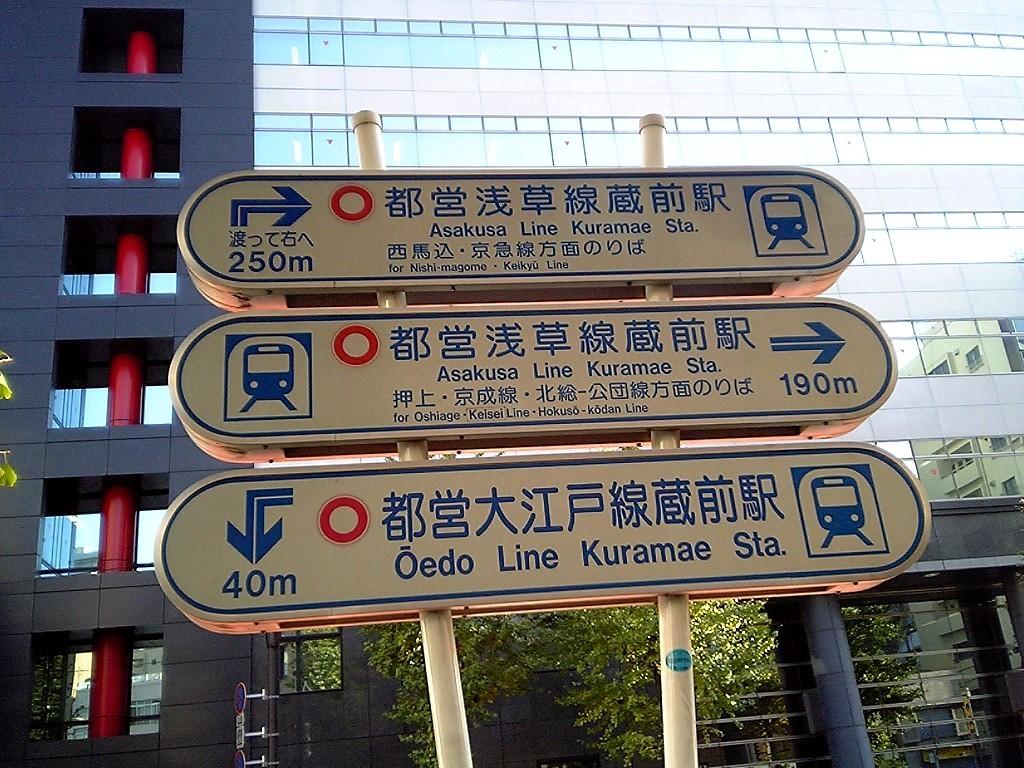 都営浅草線蔵前駅
Asakusa Line Kuramae Sta.
渡って右へ
西馬込・京急線方面のりば
250m
for Nishi-magome・Keikyū Line
都営浅草線蔵前駅
Asakusa Line Kuramae Sta.
押上・京成線・北総-公団線方面のりば
190m
for Oshiage・Keisei Line・Hokusō-kōdan Line
都営大江戸線蔵前駅
Ōedo Line Kuramae Sta.
40m